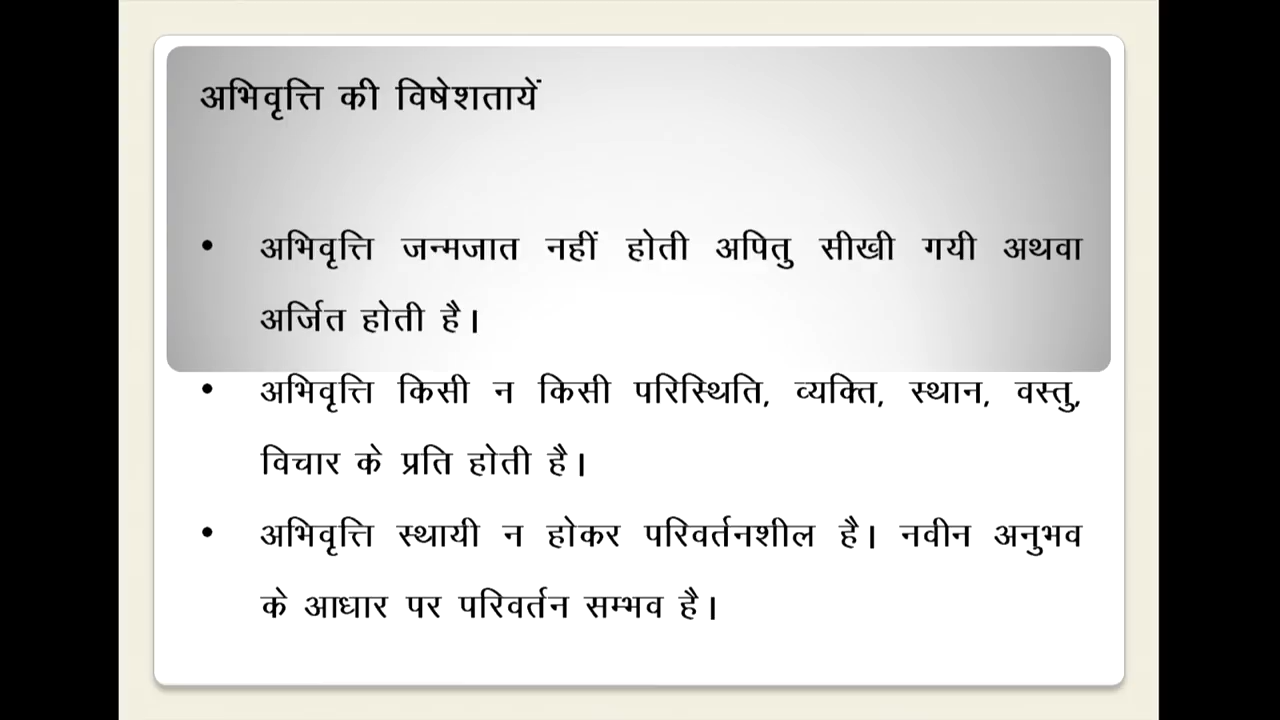 अभिवृत्ति की विषेशतायें
• अभिवृत्ति जन्मजात नहीं होती अपितु सीखी गयी अथवा
अर्जित होती है।
• अभिवृत्ति किसी न किसी परिस्थिति, व्यक्ति, स्थान, वस्तु,
विचार के प्रति होती है।
• अभिवृत्ति स्थायी न होकर परिवर्तनशील है। नवीन अनुभव
के आधार पर परिवर्तन सम्भव है।